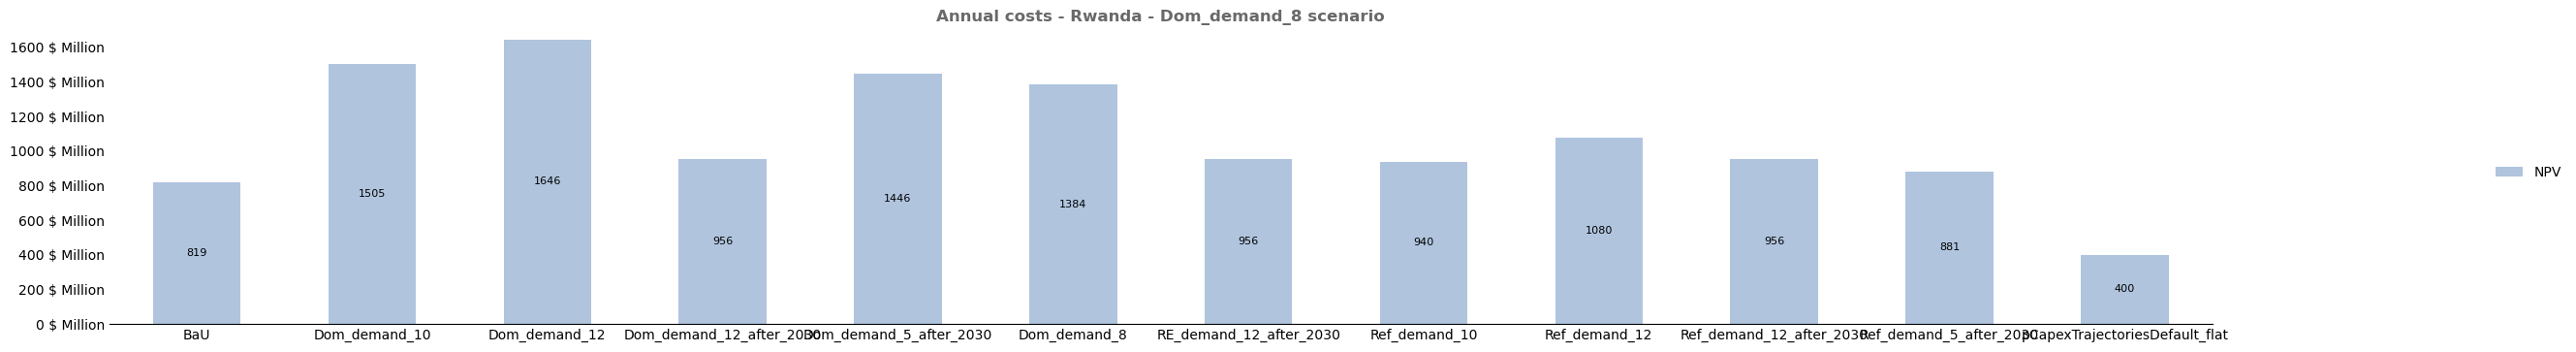 Annual costs - Rwanda - Dom_demand_8 scenario
1600 $ Million
1400 $ Million
1200 $ Million
1000 $ Million
800 $ Million
600 $ Million
400 $ Million
200 $ Million
0 $ Million
819
1505
1646
956
1446
1384
956
940
1080
956
881
400
BaU
Dom_demand_10
Dom_demand_12
Dom_demand_12_after_2030
Dom_demand_5_after_2030
Dom_demand_8
RE_demand_12_after_2030
Ref_demand_10
Ref_demand_12
Ref_demand_12_after_2030
Ref_demand_5_after_2030
pCapexTrajectoriesDefault_flat
NPV